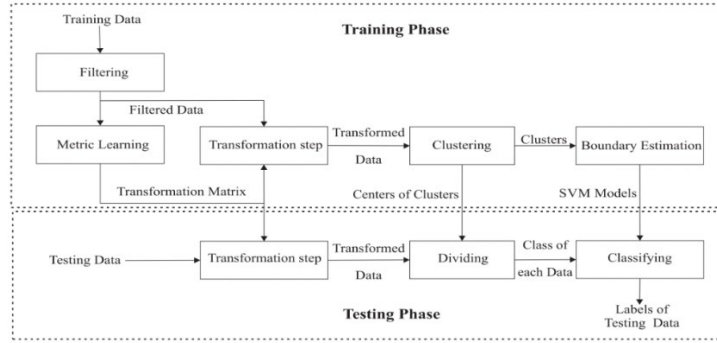 Training Data
Training Phase
Filtering
Filtered Data
Metric Learning
Transformation step
Transformed
Data
Clustering
Clusters
Boundary Estimation
Transformation Matrix
Centers of Clusters
SVM Models
Testing Data
Transformation step
Transformed
Data
Dividing
Class of
each Data
Classifying
Testing Phase
Labels of
Testing Data